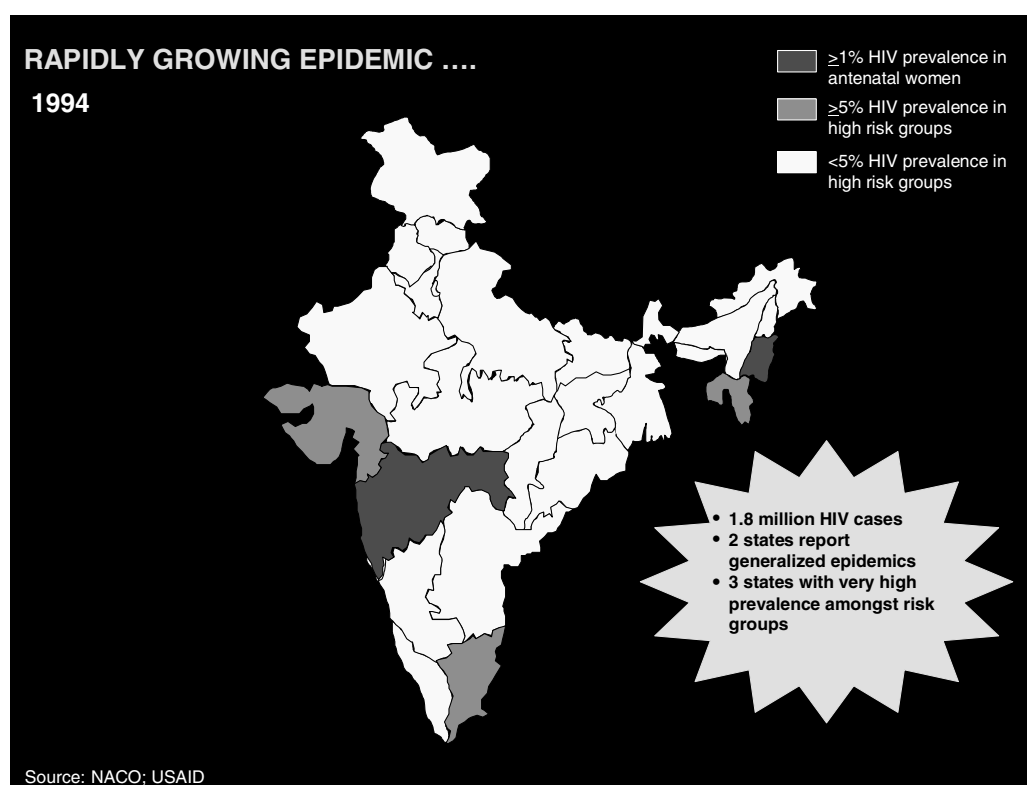 RAPIDLY GROWING EPIDEMIC ....
1994
≥1% HIV prevalence in
antenatal women
≥5% HIV prevalence in
high risk groups
<5% HIV prevalence in
high risk groups
• 1.8 million HIV cases
• 2 states report
generalized epidemics
• 3 states with very high
prevalence amongst risk
groups
Source: NACO; USAID